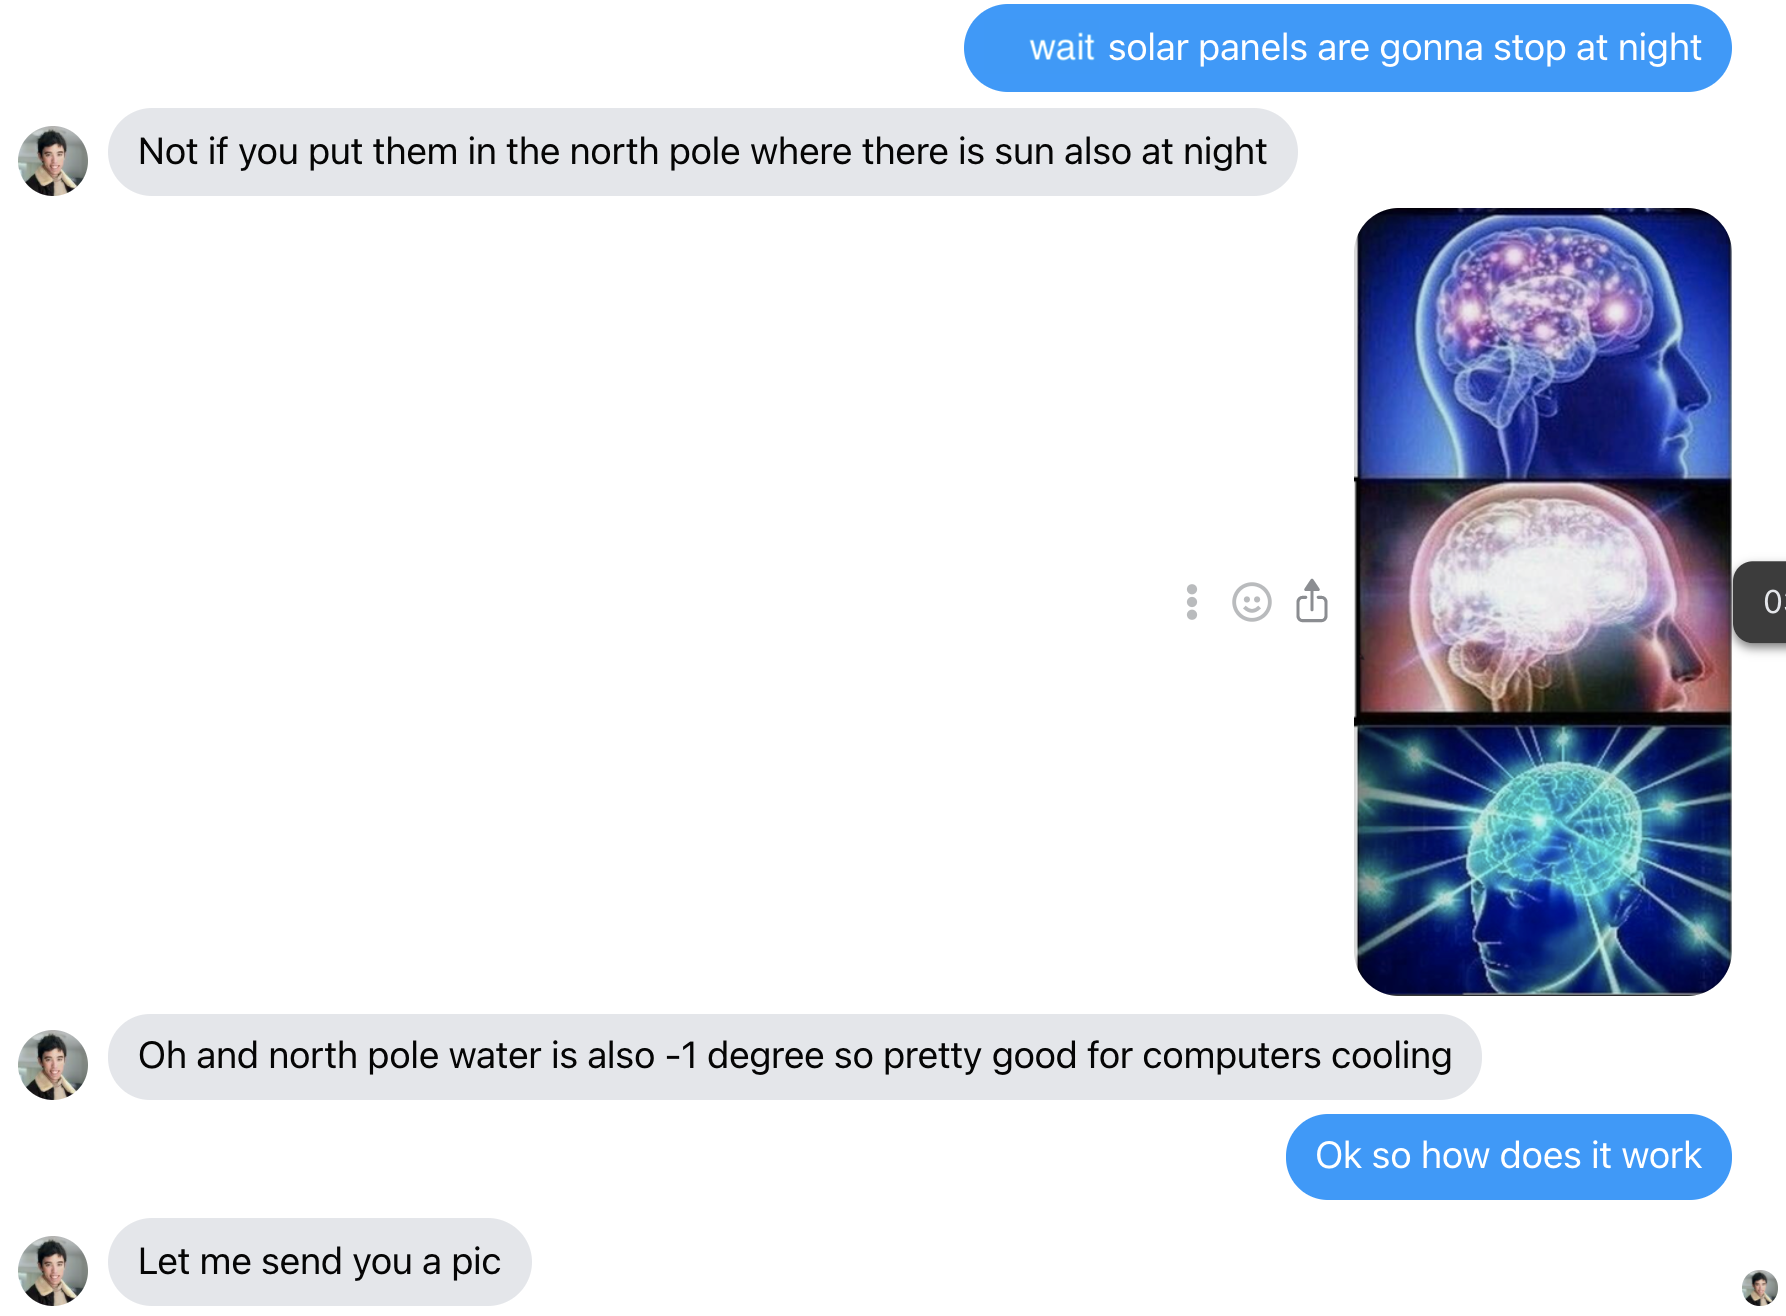 wait solar panels are gonna stop at night
Not if you put them in the north pole where there is sun also at night
Oh and north pole water is also -1 degree so pretty good for computers cooling
Ok so how does it work
Let me send you a pic